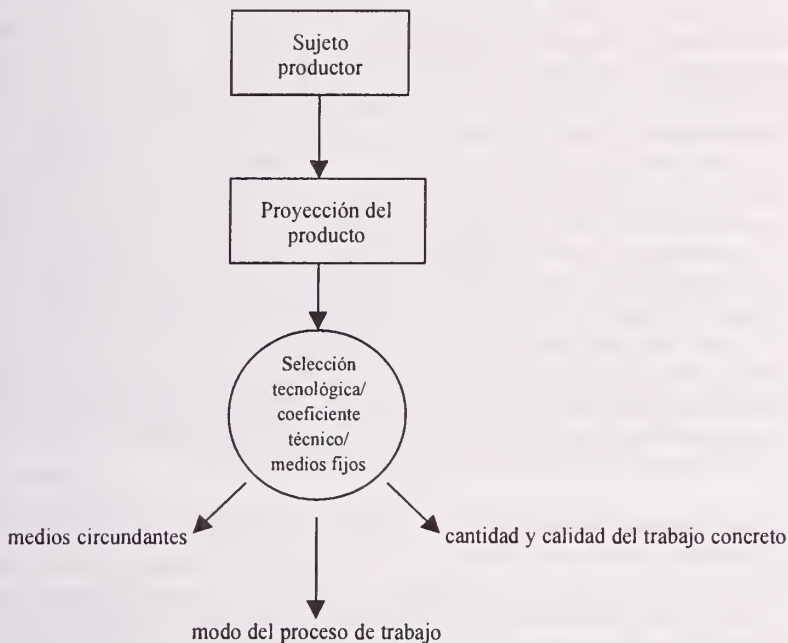 Sujeto
productor
Proyección del
producto
Selección
tecnológica/
coeficiente
técnico/
medios fijos
medios circundantes
cantidad y calidad del trabajo concreto
modo del proceso de trabajo